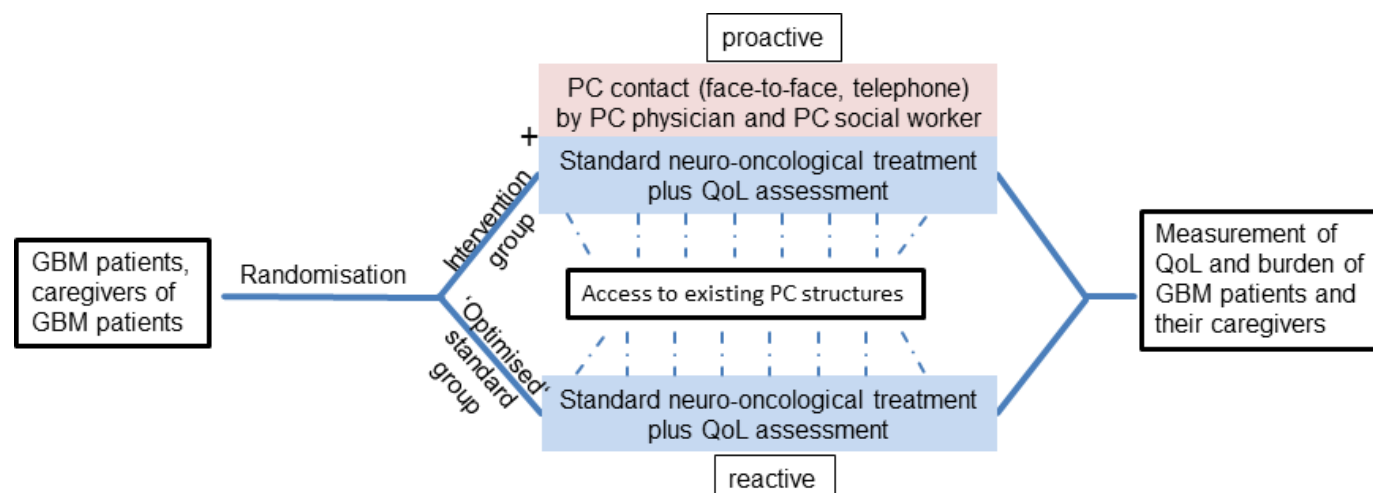 proactive
PC contact (face-to-face, telephone)
by PC physician and PC social worker
+
Standard neuro-oncological treatment
plus QoL assessment
Intervention
group
GBM patients,
caregivers of
GBM patients
Randomisation
Access to existing PC structures
Measurement of
QoL and burden of
GBM patients and
their caregivers
‘Optimised“
standard
group
Standard neuro-oncological treatment
plus QoL assessment
reactive